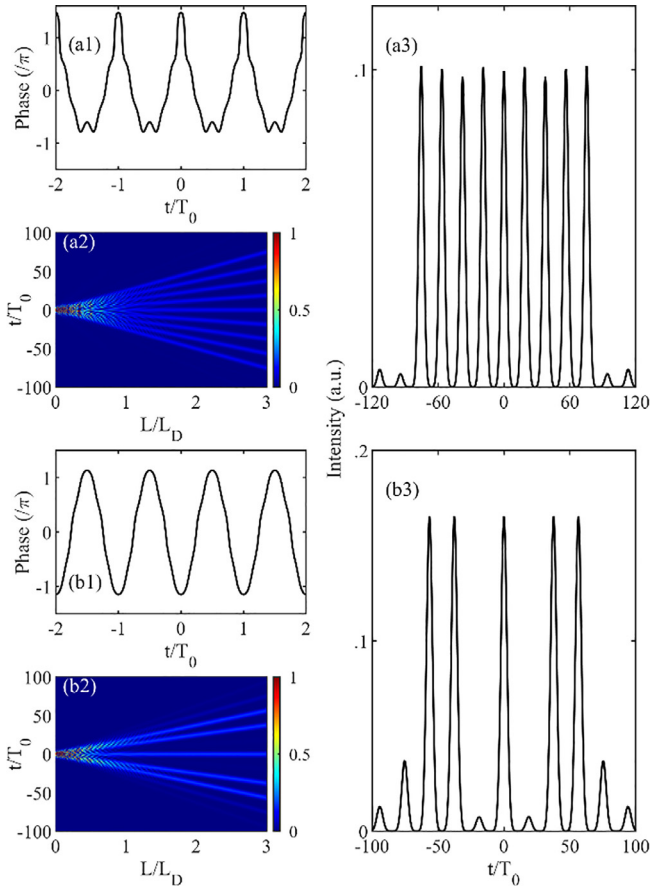 (a1)
Phase (/π)
1
0
-1
-2 -1 0 1 2
t/T0
(a2)
t/T0
100
50
0
-50
-100
0 1 2 3
L/LD
1
0.5
0
(b1)
Phase (/π)
1
0
-1
-2 -1 0 1 2
t/T0
(b2)
t/T0
100
50
0
-50
-100
0 1 2 3
L/LD
1
0.5
0
(a3)
.1
0
-120 -60 0 60 120
Intensity (a.u.)
(b3)
.2
.1
0
-100 -50 0 50 100
t/T0